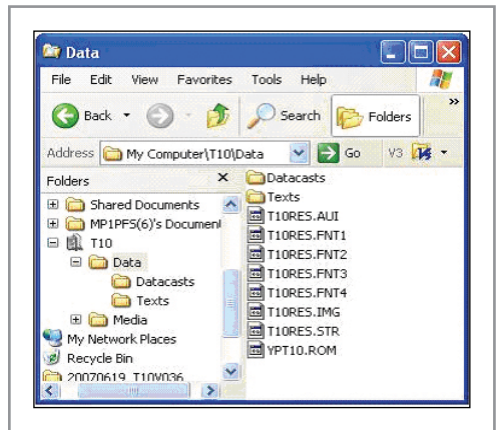 Data
File Edit View Favorites Tools Help
Back Search Folders »
Address My Computer\T10\Data Go V3
Folders ×
Shared Documents
MP1PFS(6)'s Document
T10
Data
Datacasts
Texts
Media
My Network Places
Recycle Bin
20070619_T10V036
Datacasts
Texts
T10RES.AUI
T10RES.FNT1
T10RES.FNT2
T10RES.FNT3
T10RES.FNT4
T10RES.IMG
T10RES.STR
YPT10.ROM